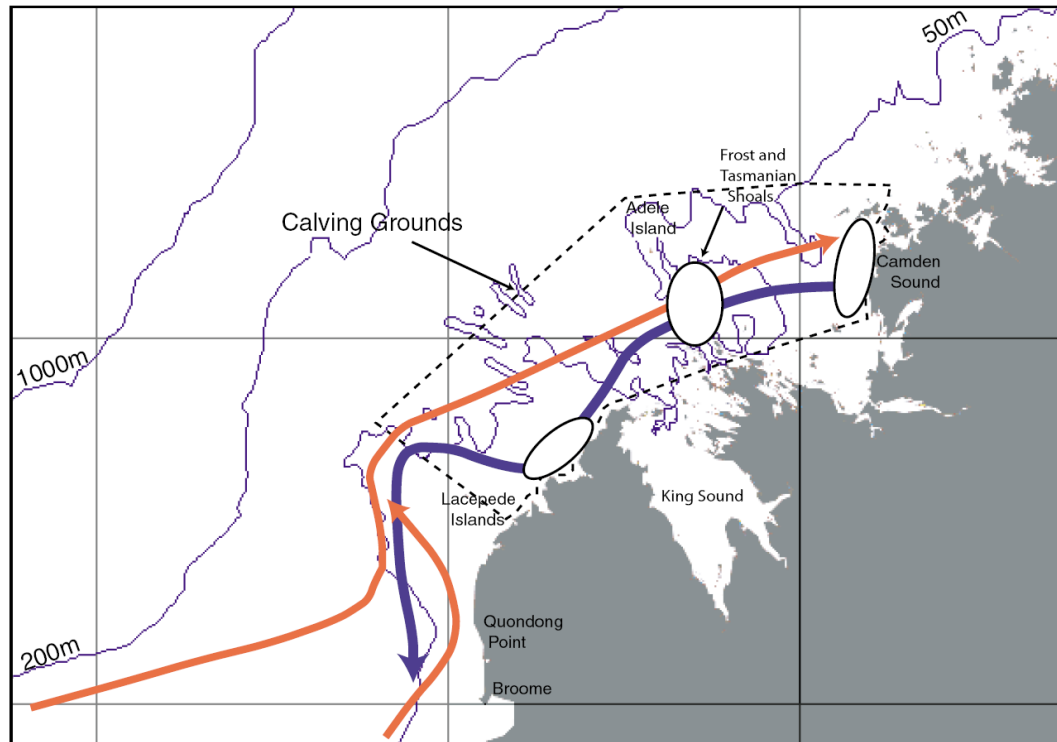 50m
Frost and
Tasmanian
Shoals
Adele
Island
Calving Grounds
Camden
Sound
1000m
Lacepede
Islands
King Sound
Quondong
Point
200m
Broome